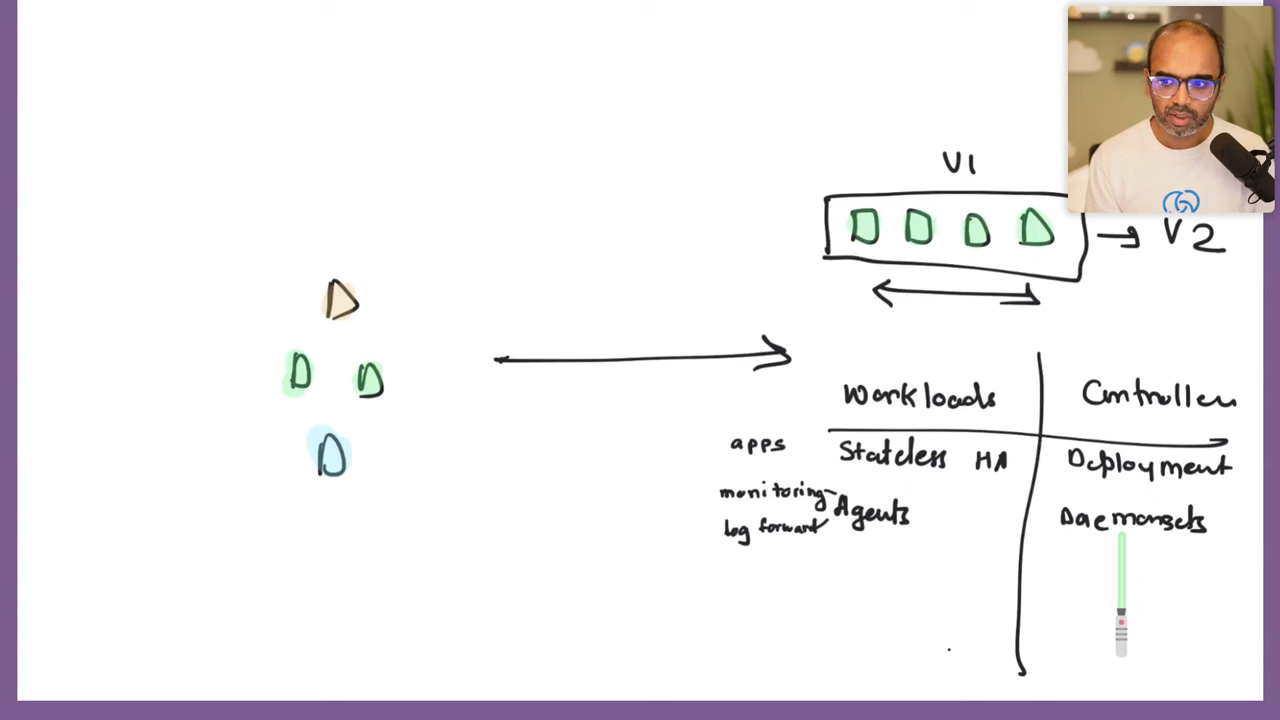 V1
V2
Workloads
Controllers
apps
Stateless HA
Deployment
monitoring
Agents
Daemonsets
log forward